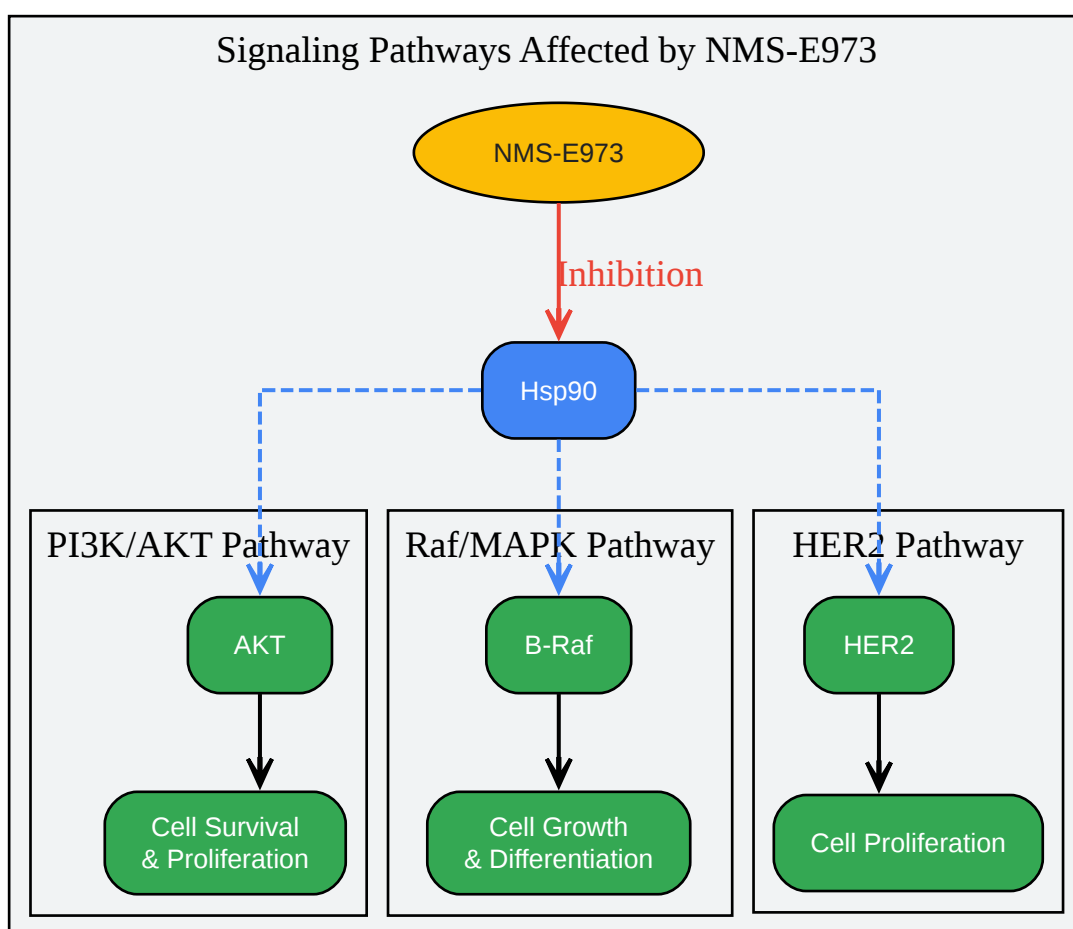 Signaling Pathways Affected by NMS-E973
NMS-E973
Inhibition
Hsp90
PI3K/AKT Pathway
Raf/MAPK Pathway
HER2 Pathway
AKT
B-Raf
HER2
Cell Survival
& Proliferation
Cell Growth
& Differentiation
Cell Proliferation